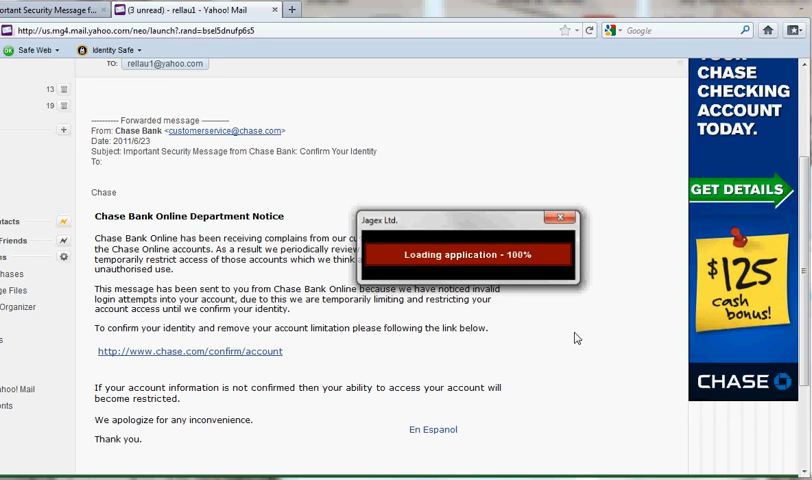 ortant Security Message f...
(3 unread) - rellau1 - Yahoo! Mail
http://us.mg4.mail.yahoo.com/neo/launch?.rand=bsel5dnufp6s5
Google
OK Safe Web
Identity Safe
TO: rellau1@yahoo.com
13
19
---------- Forwarded message ----------
From: Chase Bank <customerservice@chase.com>
Date: 2011/6/23
Subject: Important Security Message from Chase Bank: Confirm Your Identity
To:
Chase
Chase Bank Online Department Notice
Chase Bank Online has been receiving complains from our cu
the Chase Online accounts. As a result we periodically review
temporarily restrict access of those accounts which we think a
unauthorised use.
This message has been sent to you from Chase Bank Online because we have noticed invalid
login attempts into your account, due to this we are temporarily limiting and restricting your
account access until we confirm your identity.
To confirm your identity and remove your account limitation please following the link below.
http://www.chase.com/confirm/account
If your account information is not confirmed then your ability to access your account will
become restricted.
We apologize for any inconvenience.
En Espanol
Thank you.
Jagex Ltd.
Loading application - 100%
ntacts
Friends
ns
hases
ge Files
Organizer
s
ahoo! Mail
onts
CHASE
CHECKING
ACCOUNT
TODAY.
GET DETAILS
$125
cash
bonus!
CHASE